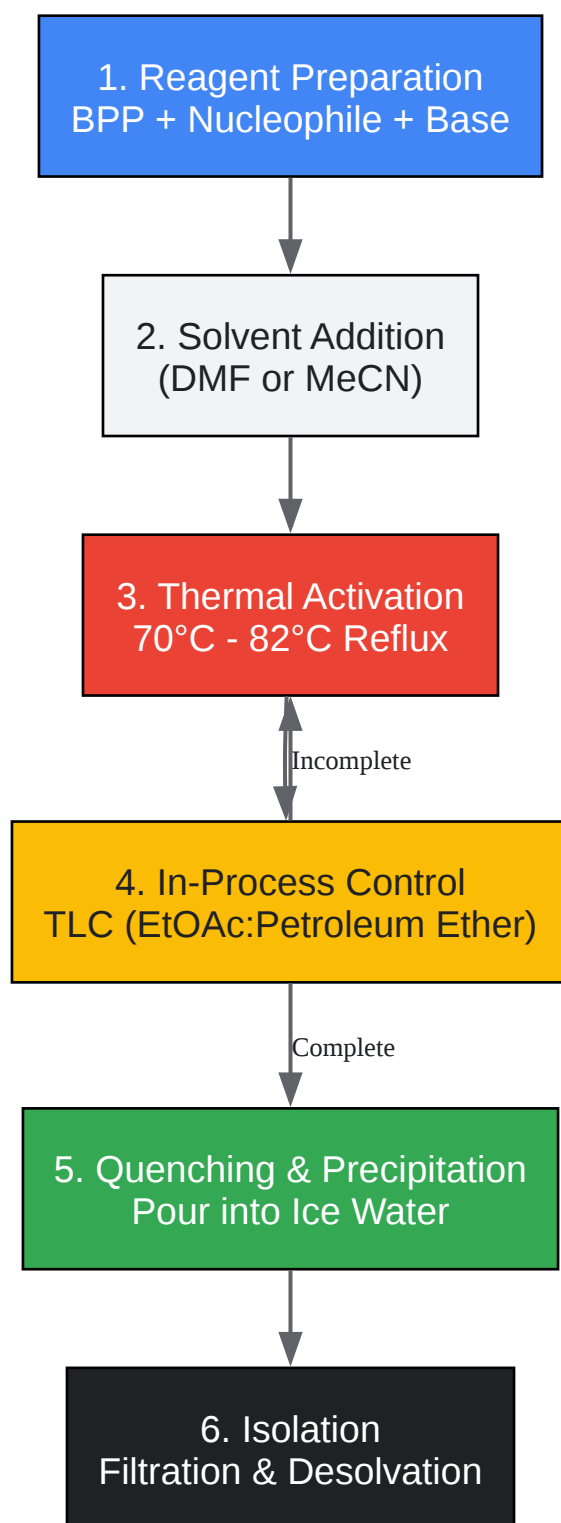 1. Reagent Preparation
BPP + Nucleophile + Base
2. Solvent Addition
(DMF or MeCN)
3. Thermal Activation
70°C - 82°C Reflux
Incomplete
4. In-Process Control
TLC (EtOAc:Petroleum Ether)
Complete
5. Quenching & Precipitation
Pour into Ice Water
6. Isolation
Filtration & Desolvation